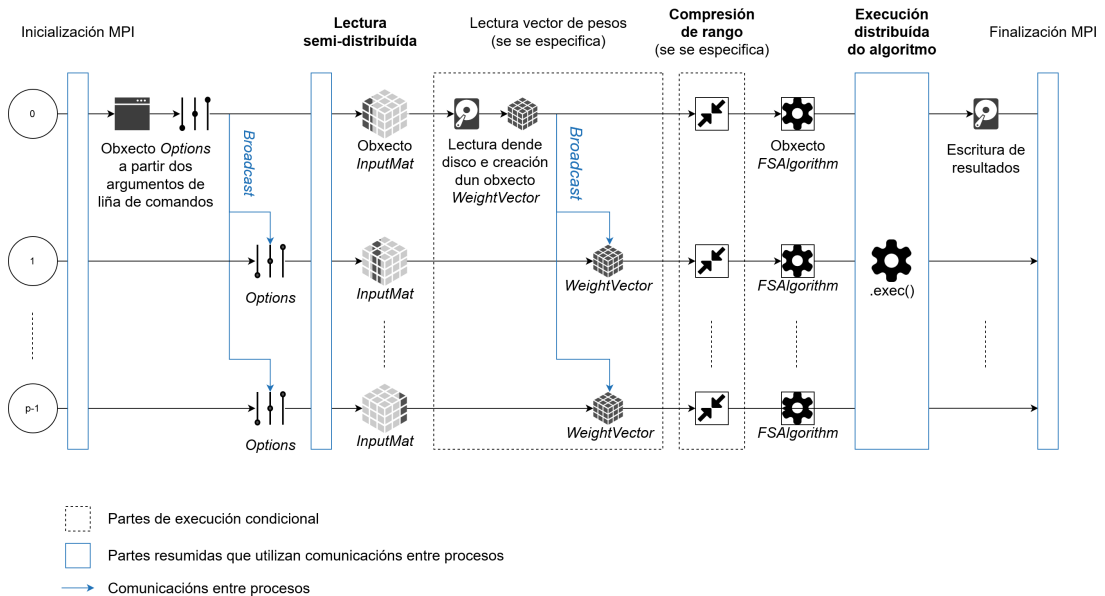 Inicialización MPI
Lectura
semi-distribuída
Lectura vector de pesos
(se se especifica)
Compresión
de rango
(se se especifica)
Execución
distribuída
do algoritmo
Finalización MPI
0
Obxecto Options
a partir dos
argumentos de
liña de comandos
Broadcast
Obxecto
InputMat
Lectura dende
disco e creación
dun obxecto
WeightVector
Broadcast
Obxecto
FSAlgorithm
Escritura de
resultados
1
Options
InputMat
WeightVector
FSAlgorithm
.exec()
p-1
Options
InputMat
WeightVector
FSAlgorithm
Partes de execución condicional
Partes resumidas que utilizan comunicacións entre procesos
Comunicacións entre procesos